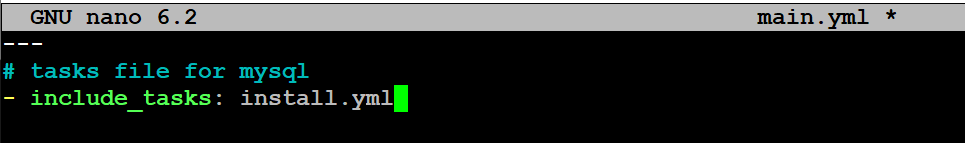 GNU nano 6.2 main.yml *
---
# tasks file for mysql
- include_tasks: install.yml